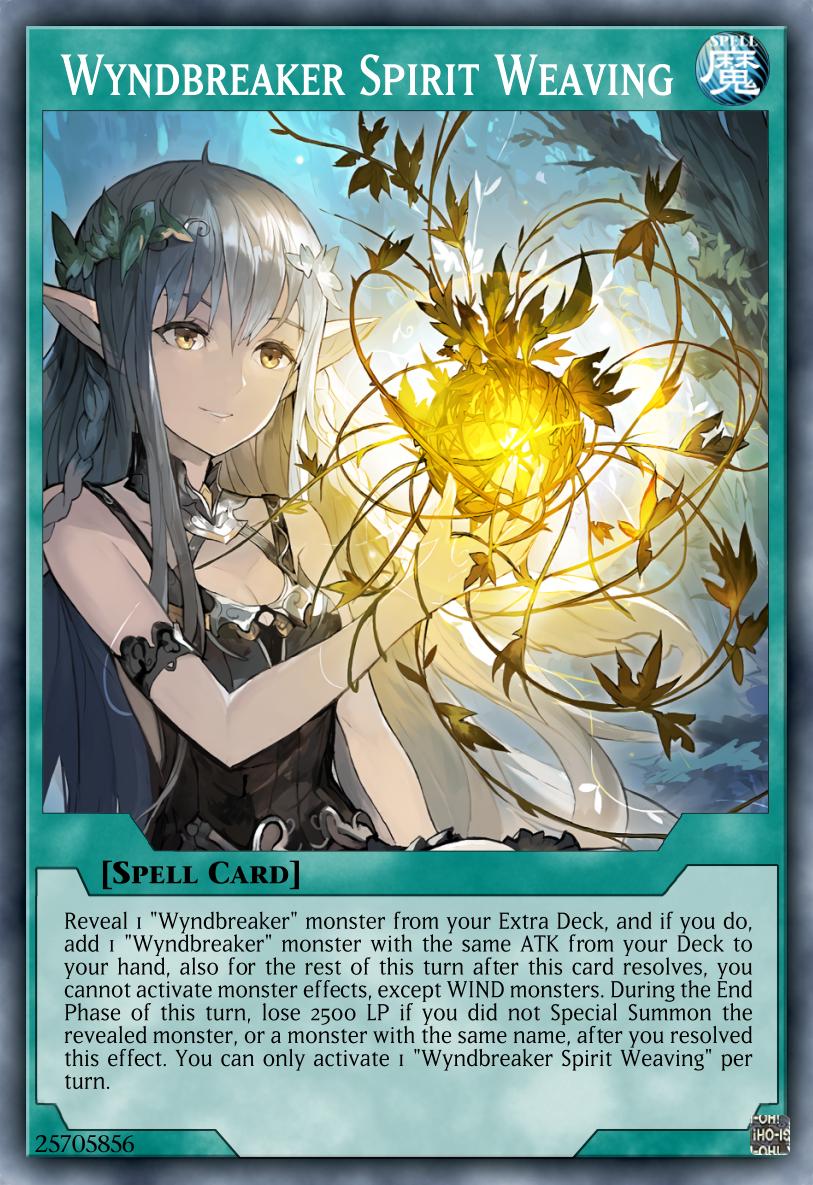 Wyndbreaker Spirit Weaving
SPELL
魔
[Spell Card]
Reveal 1 "Wyndbreaker" monster from your Extra Deck, and if you do,
add 1 "Wyndbreaker" monster with the same ATK from your Deck to
your hand, also for the rest of this turn after this card resolves, you
cannot activate monster effects, except WIND monsters. During the End
Phase of this turn, lose 2500 LP if you did not Special Summon the
revealed monster, or a monster with the same name, after you resolved
this effect. You can only activate 1 "Wyndbreaker Spirit Weaving" per
turn.
25705856
-OH!
-OH!